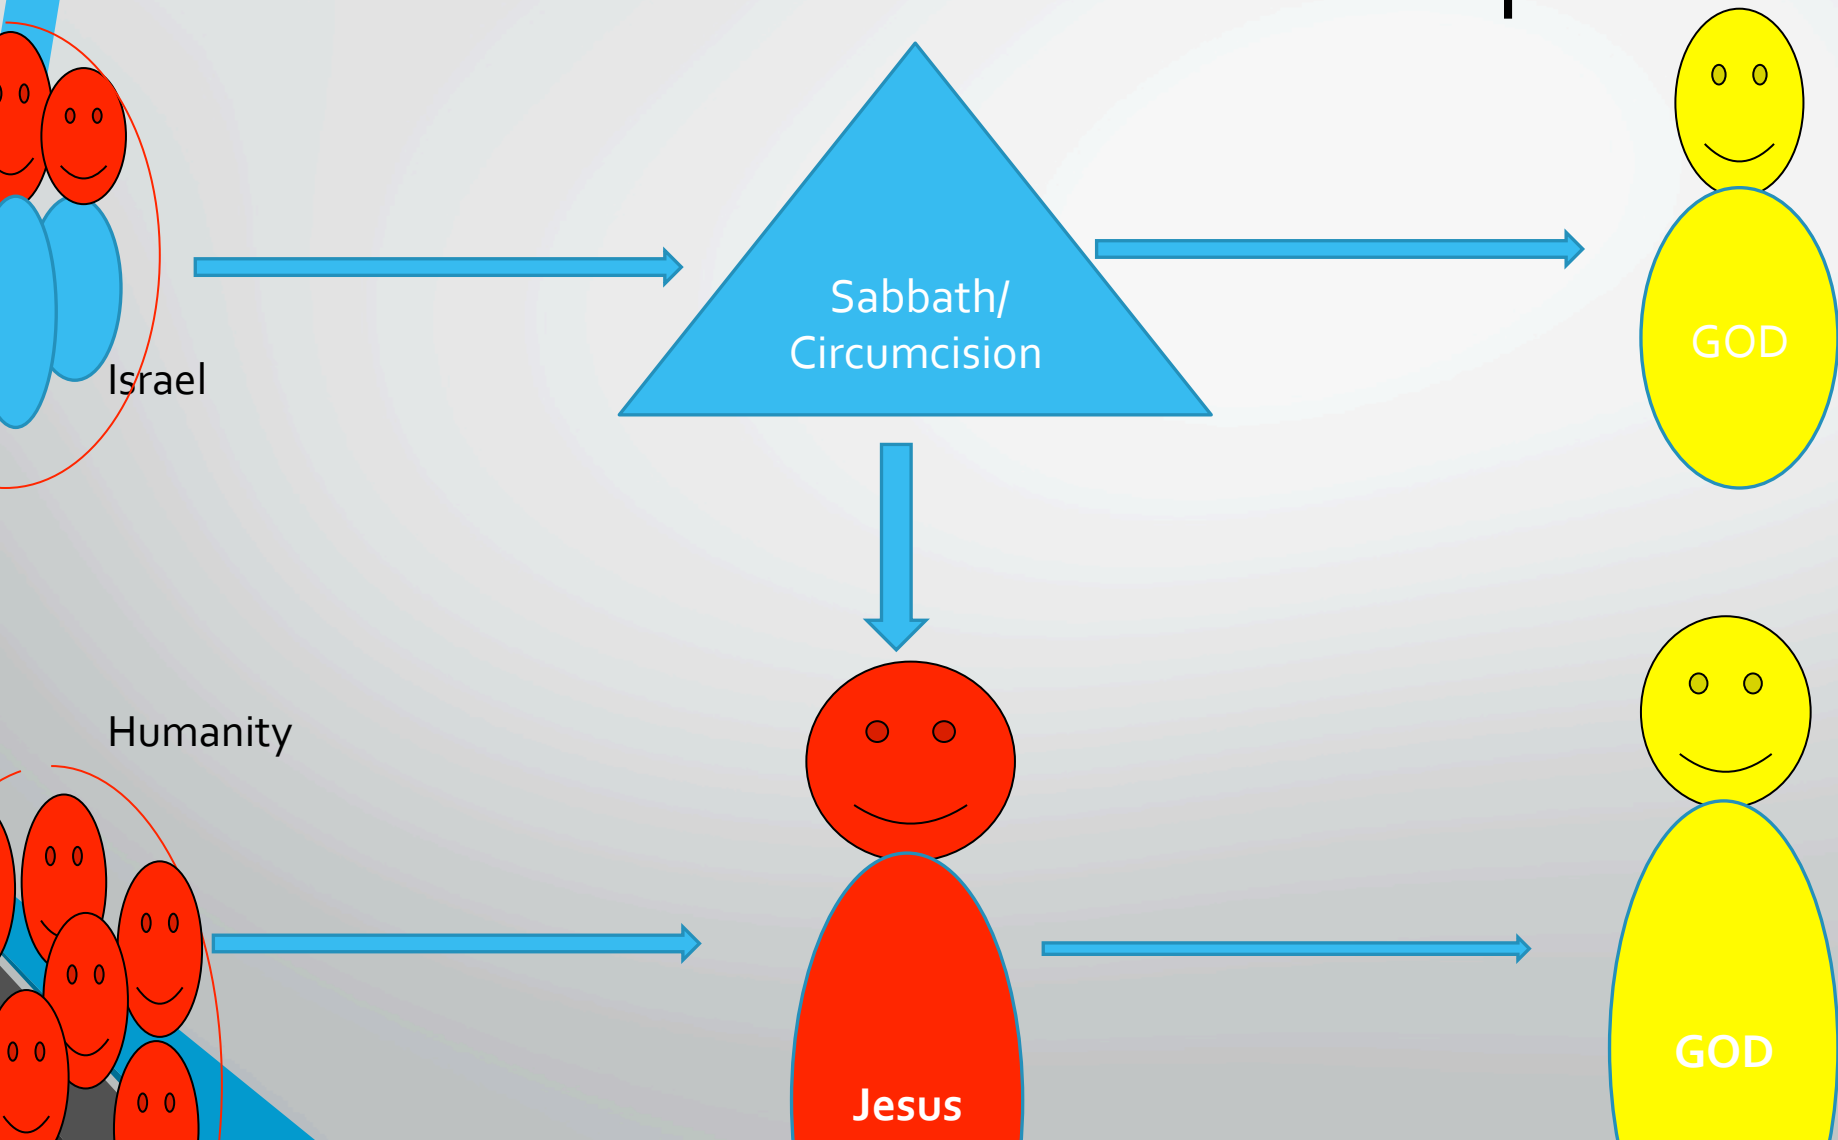 Sabbath/
Circumcision
GOD
Israel
Humanity
GOD
Jesus